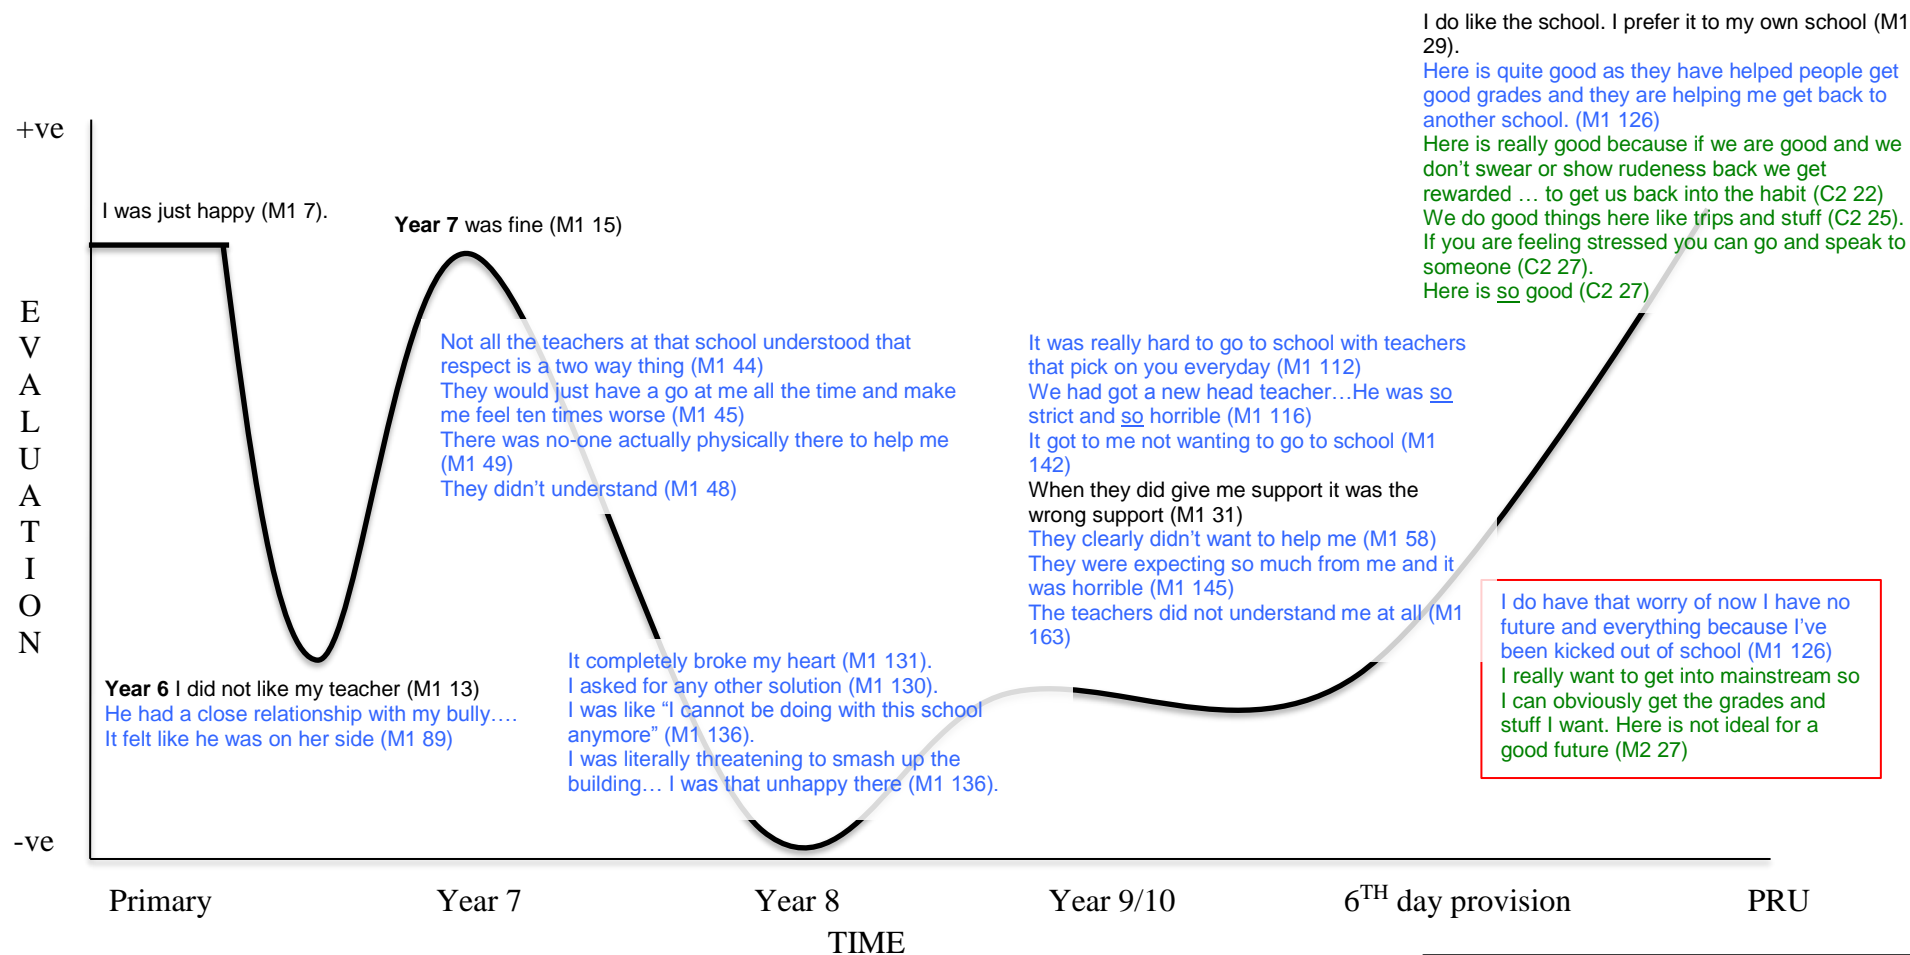 I do like the school. I prefer it to my own school (M1
29).
Here is quite good as they have helped people get
good grades and they are helping me get back to
another school. (M1 126)
Here is really good because if we are good and we
don’t swear or show rudeness back we get
rewarded … to get us back into the habit (C2 22)
We do good things here like trips and stuff (C2 25).
If you are feeling stressed you can go and speak to
someone (C2 27).
Here is so good (C2 27)
+ve
I was just happy (M1 7).
Year 7 was fine (M1 15)
E
V
A
L
U
A
T
I
O
N
Not all the teachers at that school understood that
respect is a two way thing (M1 44)
They would just have a go at me all the time and make
me feel ten times worse (M1 45)
There was no-one actually physically there to help me
(M1 49)
They didn’t understand (M1 48)
It was really hard to go to school with teachers
that pick on you everyday (M1 112)
We had got a new head teacher…He was so
strict and so horrible (M1 116)
It got to me not wanting to go to school (M1
142)
When they did give me support it was the
wrong support (M1 31)
They clearly didn’t want to help me (M1 58)
They were expecting so much from me and it
was horrible (M1 145)
The teachers did not understand me at all (M1
163)
I do have that worry of now I have no
future and everything because I’ve
been kicked out of school (M1 126)
I really want to get into mainstream so
I can obviously get the grades and
stuff I want. Here is not ideal for a
good future (M2 27)
Year 6 I did not like my teacher (M1 13)
He had a close relationship with my bully….
It felt like he was on her side (M1 89)
It completely broke my heart (M1 131).
I asked for any other solution (M1 130).
I was like “I cannot be doing with this school
anymore” (M1 136).
I was literally threatening to smash up the
building… I was that unhappy there (M1 136).
-ve
Primary
Year 7
Year 8
Year 9/10
6TH day provision
PRU
TIME